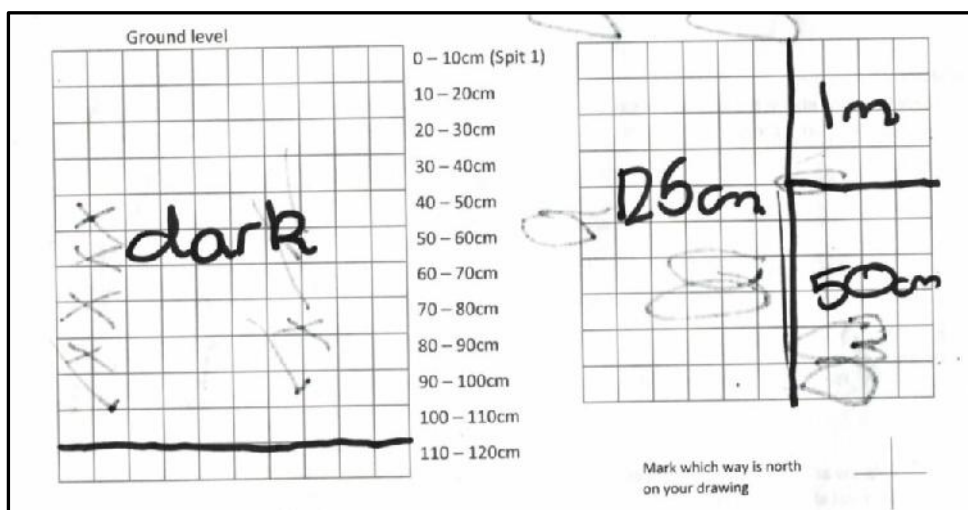 Ground level
0 – 10cm (Spit 1)
10 – 20cm
20 – 30cm
30 – 40cm
40 – 50cm
50 – 60cm
60 – 70cm
70 – 80cm
80 – 90cm
90 – 100cm
100 – 110cm
110 – 120cm
dark
1m
125cm
50cm
Mark which way is north
on your drawing